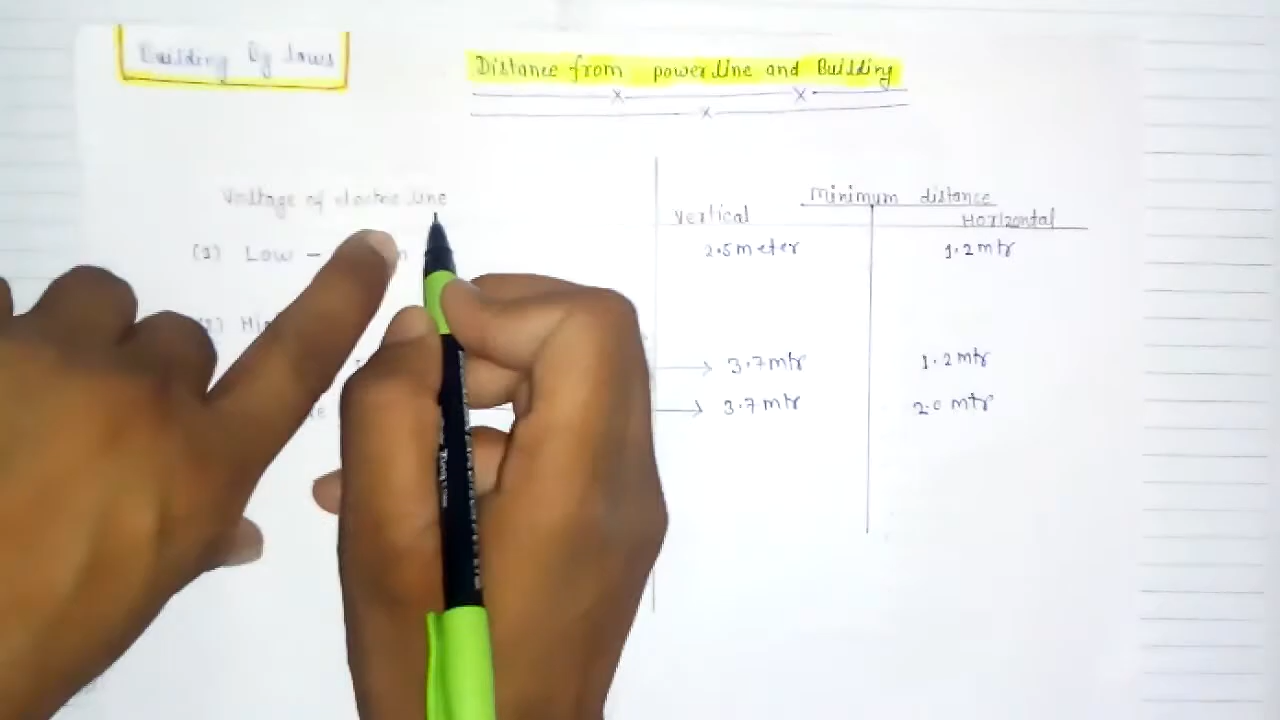 Building By laws
Distance from power line and Building
Voltage of electric line
Minimum distance
Vertical
Horizontal
(1) Low -
2.5 meter
1.2 mtr
3.7 mtr
1.2 mtr
3.7 mtr
2.0 mtr